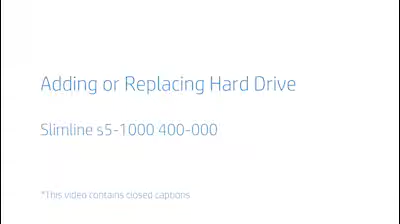 Adding or Replacing Hard Drive
Slimline s5-1000 400-000
*This video contains closed captions